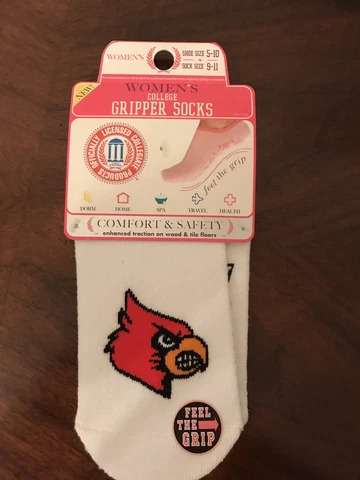 WOMEN'S
SHOE SIZE 5-10
SOCK SIZE 9-11
NEW
WOMEN'S
COLLEGE
GRIPPER SOCKS
OFFICIALLY LICENSED COLLEGIATE PRODUCTS
feel the grip
DORM HOME SPA TRAVEL HEALTH
COMFORT & SAFETY
enhanced traction on wood & tile floors
FEEL
THE
GRIP